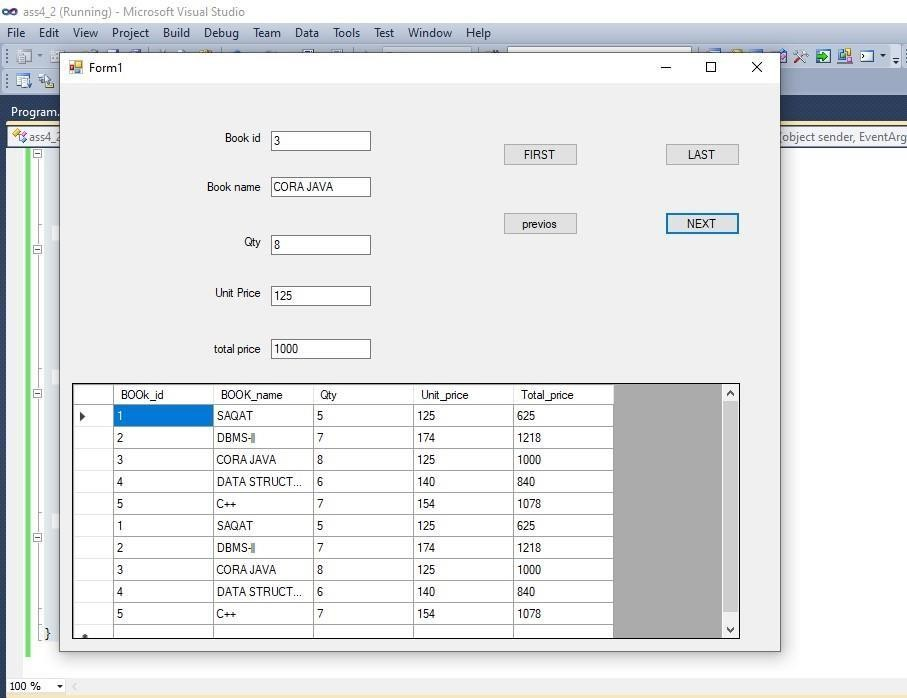 ass4_2 (Running) - Microsoft Visual Studio
File Edit View Project Build Debug Team Data Tools Test Window Help
Form1
Program.
ass4_2
object sender, EventArg
Book id 3
FIRST LAST
Book name CORA JAVA
previos NEXT
Qty 8
Unit Price 125
total price 1000
BOOk_id BOOK_name Qty Unit_price Total_price
1 SAQAT 5 125 625
2 DBMS-|| 7 174 1218
3 CORA JAVA 8 125 1000
4 DATA STRUCT... 6 140 840
5 C++ 7 154 1078
1 SAQAT 5 125 625
2 DBMS-|| 7 174 1218
3 CORA JAVA 8 125 1000
4 DATA STRUCT... 6 140 840
5 C++ 7 154 1078
}
100 %